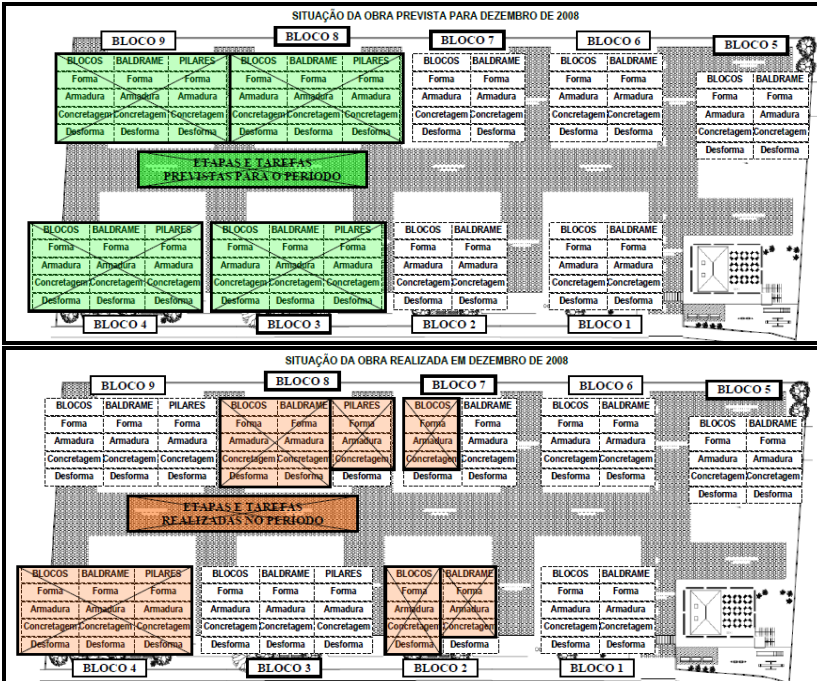 SITUAÇÃO DA OBRA PREVISTA PARA DEZEMBRO DE 2008
BLOCO 9
BLOCO 8
BLOCO 7
BLOCO 6
BLOCO 5
BLOCOS BALDRAME PILARES BLOCOS BALDRAME PILARES BLOCOS BALDRAME BLOCOS BALDRAME
Forma Forma Forma Forma Forma Forma Forma Forma Forma Forma
Armadura Armadura Armadura Armadura Armadura Armadura Armadura Armadura Armadura Armadura
Concretagem Concretagem Concretagem Concretagem Concretagem Concretagem Concretagem Concretagem Concretagem Concretagem
Desforma Desforma Desforma Desforma Desforma Desforma Desforma Desforma Desforma Desforma
BLOCOS BALDRAME
Forma Forma
Armadura Armadura
Concretagem Concretagem
Desforma Desforma
ETAPAS E TAREFAS
PREVISTAS PARA O PERÍODO
BLOCOS BALDRAME PILARES BLOCOS BALDRAME PILARES BLOCOS BALDRAME BLOCOS BALDRAME
Forma Forma Forma Forma Forma Forma Forma Forma Forma Forma
Armadura Armadura Armadura Armadura Armadura Armadura Armadura Armadura Armadura Armadura
Concretagem Concretagem Concretagem Concretagem Concretagem Concretagem Concretagem Concretagem Concretagem Concretagem
Desforma Desforma Desforma Desforma Desforma Desforma Desforma Desforma Desforma Desforma
BLOCO 4
BLOCO 3
BLOCO 2
BLOCO 1
SITUAÇÃO DA OBRA REALIZADA EM DEZEMBRO DE 2008
BLOCO 9
BLOCO 8
BLOCO 7
BLOCO 6
BLOCO 5
BLOCOS BALDRAME PILARES BLOCOS BALDRAME PILARES BLOCOS BALDRAME BLOCOS BALDRAME
Forma Forma Forma Forma Forma Forma Forma Forma Forma Forma
Armadura Armadura Armadura Armadura Armadura Armadura Armadura Armadura Armadura Armadura
Concretagem Concretagem Concretagem Concretagem Concretagem Concretagem Concretagem Concretagem Concretagem Concretagem
Desforma Desforma Desforma Desforma Desforma Desforma Desforma Desforma Desforma Desforma
BLOCOS BALDRAME
Forma Forma
Armadura Armadura
Concretagem Concretagem
Desforma Desforma
ETAPAS E TAREFAS
REALIZADAS NO PERÍODO
BLOCOS BALDRAME PILARES BLOCOS BALDRAME PILARES BLOCOS BALDRAME BLOCOS BALDRAME
Forma Forma Forma Forma Forma Forma Forma Forma Forma Forma
Armadura Armadura Armadura Armadura Armadura Armadura Armadura Armadura Armadura Armadura
Concretagem Concretagem Concretagem Concretagem Concretagem Concretagem Concretagem Concretagem Concretagem Concretagem
Desforma Desforma Desforma Desforma Desforma Desforma Desforma Desforma Desforma Desforma
BLOCO 4
BLOCO 3
BLOCO 2
BLOCO 1